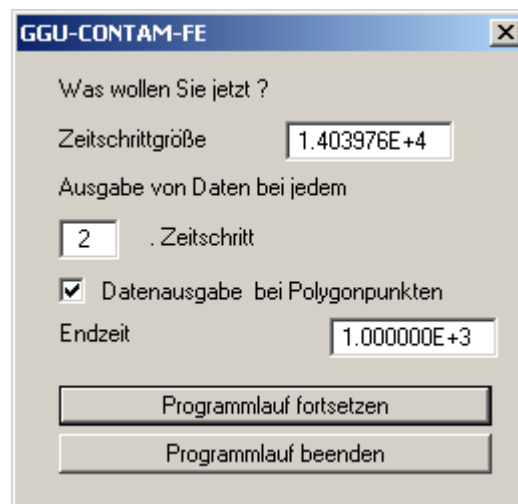 GGU-CONTAM-FE
Was wollen Sie jetzt ?
Zeitschrittgröße 1.403976E+4
Ausgabe von Daten bei jedem
2 . Zeitschritt
Datenausgabe bei Polygonpunkten
Endzeit 1.000000E+3
Programmlauf fortsetzen
Programmlauf beenden